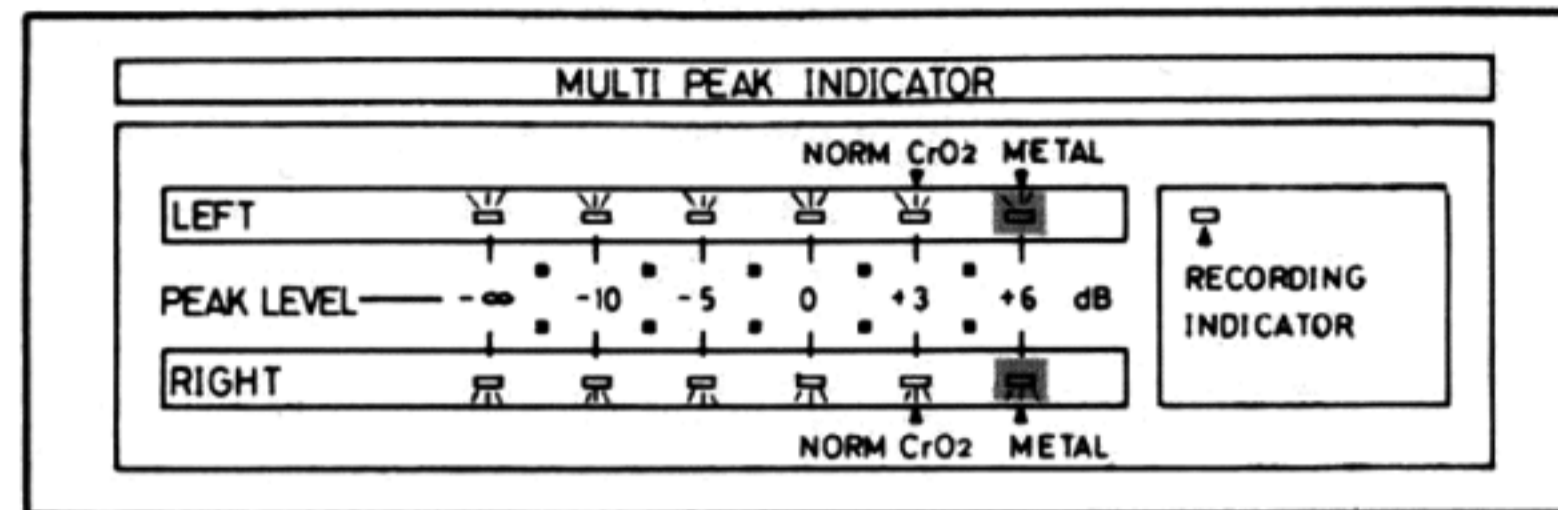 MULTI PEAK INDICATOR
NORM CrO2 METAL
LEFT
PEAK LEVEL - ∞ -10 -5 0 +3 +6 dB
RIGHT
NORM CrO2 METAL
RECORDING
INDICATOR